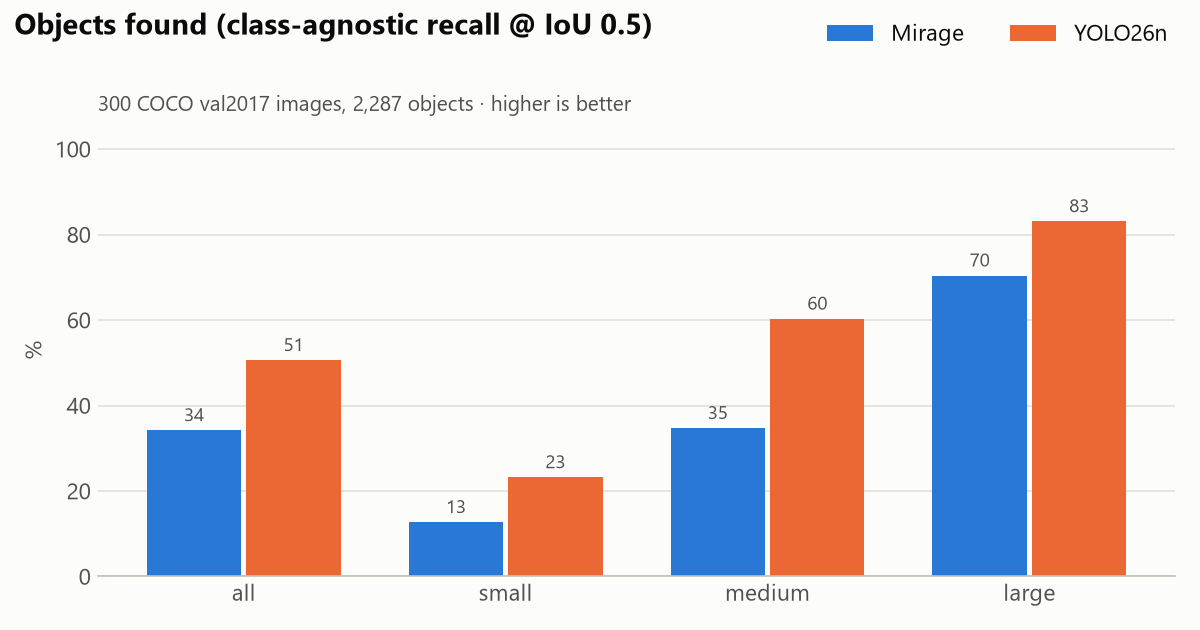 Objects found (class-agnostic recall @ IoU 0.5)
Mirage
YOLO26n
300 COCO val2017 images, 2,287 objects · higher is better
%
100
80
60
40
20
0
34
51
13
23
35
60
70
83
all
small
medium
large